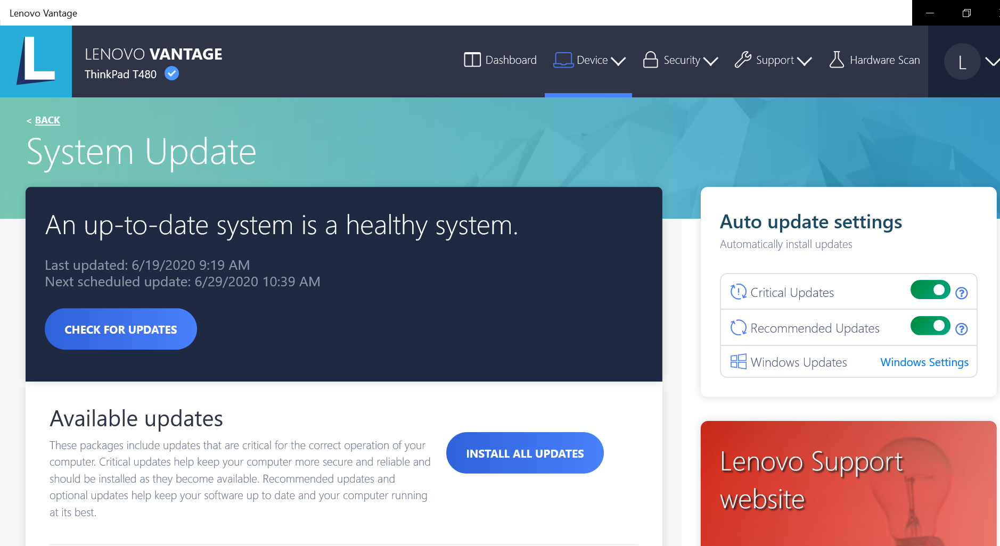 Lenovo Vantage
L
LENOVO VANTAGE
ThinkPad T480
Dashboard
Device
Security
Support
Hardware Scan
L
< BACK
System Update
An up-to-date system is a healthy system.
Last updated: 6/19/2020 9:19 AM
Next scheduled update: 6/29/2020 10:39 AM
CHECK FOR UPDATES
Available updates
These packages include updates that are critical for the correct operation of your
computer. Critical updates help keep your computer more secure and reliable and
should be installed as they become available. Recommended updates and
optional updates help keep your software up to date and your computer running
at its best.
INSTALL ALL UPDATES
Auto update settings
Automatically install updates
Critical Updates
?
Recommended Updates
?
Windows Updates
Windows Settings
Lenovo Support
website